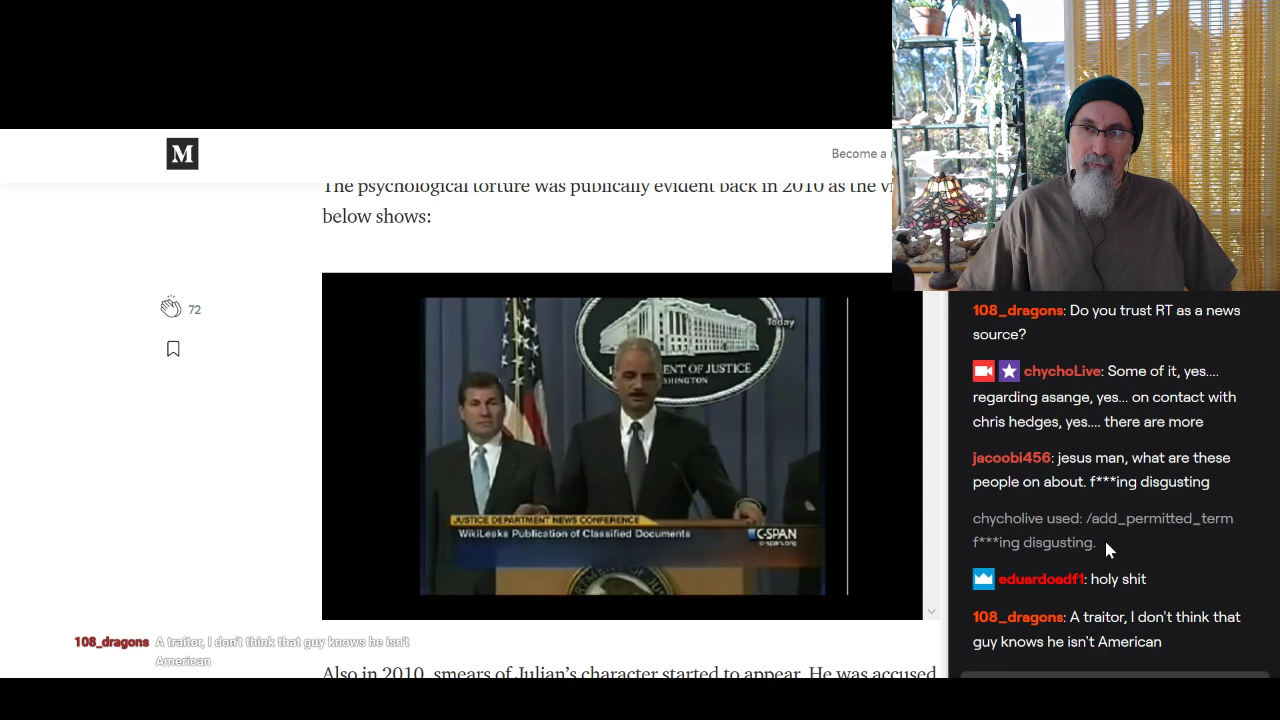 M
Become a
The psychological torture was publically evident back in 2010 as the
below shows:
72
Today
ENT OF JUSTICE
SHINGTON
JUSTICE DEPARTMENT NEWS CONFERENCE
WikiLeaks Publication of Classified Documents
C-SPAN
c-span.org
108_dragons A traitor, I don't think that guy knows he isn't
American
Also in 2010, smears of Julian's character started to appear. He was accused
108_dragons: Do you trust RT as a news
source?
chychoLive: Some of it, yes....
regarding asange, yes... on contact with
chris hedges, yes.... there are more
jacoobi456: jesus man, what are these
people on about. f***ing disgusting
chycholive used: /add_permitted_term
f***ing disgusting.
eduardoadf1: holy shit
108_dragons: A traitor, I don't think that
guy knows he isn't American